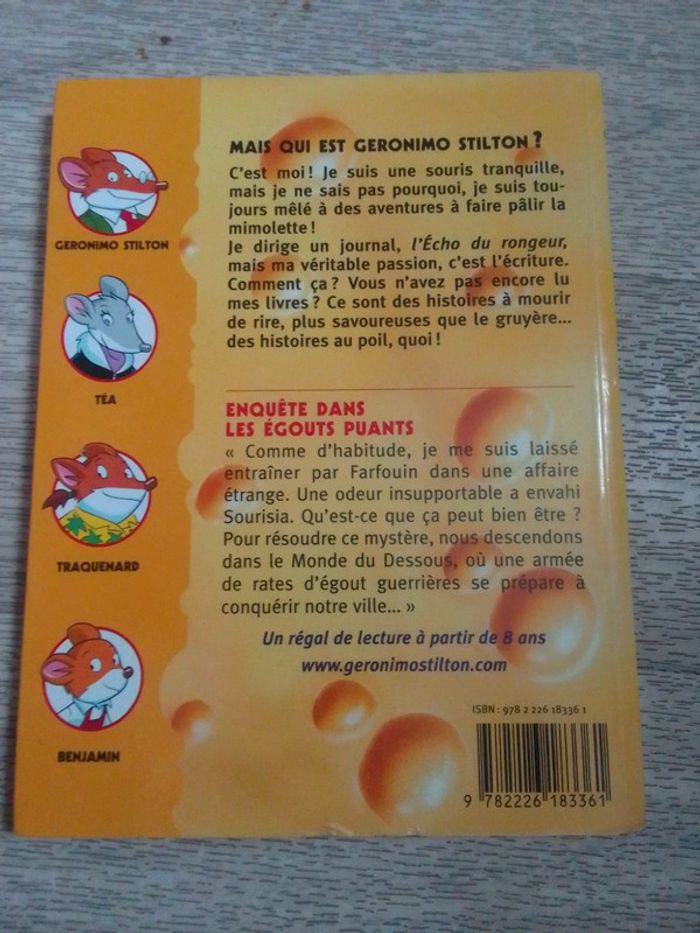 GERONIMO STILTON
TÉA
TRAQUENARD
BENJAMIN
MAIS QUI EST GERONIMO STILTON ?
C'est moi ! Je suis une souris tranquille,
mais je ne sais pas pourquoi, je suis tou-
jours mêlé à des aventures à faire pâlir la
mimolette !
Je dirige un journal, l'Écho du rongeur,
mais ma véritable passion, c'est l'écriture.
Comment ça ? Vous n'avez pas encore lu
mes livres ? Ce sont des histoires à mourir
de rire, plus savoureuses que le gruyère...
des histoires au poil, quoi !
ENQUÊTE DANS
LES ÉGOUTS PUANTS
« Comme d'habitude, je me suis laissé
entraîner par Farfouin dans une affaire
étrange. Une odeur insupportable a envahi
Sourisia. Qu'est-ce que ça peut bien être ?
Pour résoudre ce mystère, nous descendons
dans le Monde du Dessous, où une armée
de rates d'égout guerrières se prépare à
conquérir notre ville... »
Un régal de lecture à partir de 8 ans
www.geronimostilton.com
ISBN : 978 2 226 18336 1
9 782226 183361